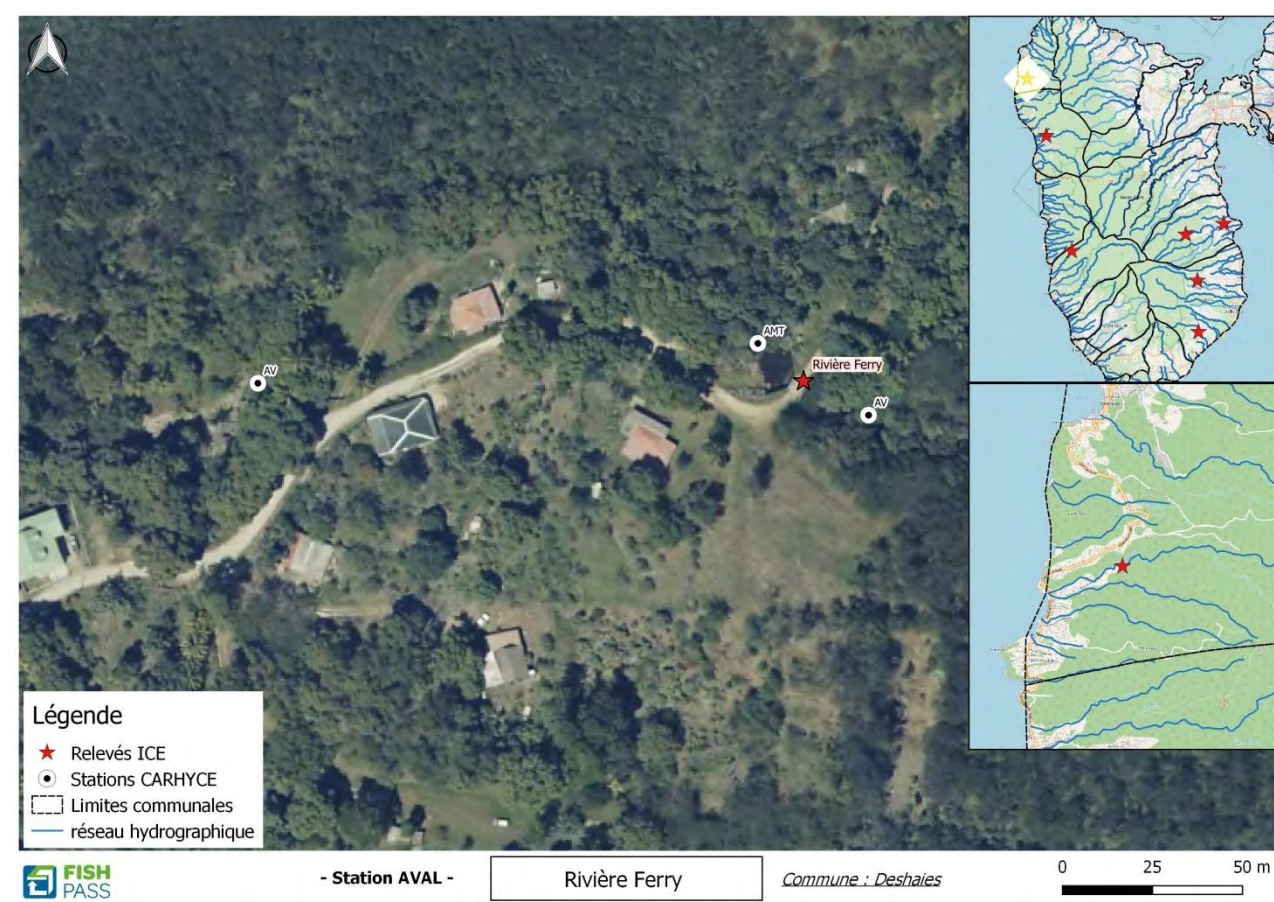 AMT
Rivière Ferry
AV
AV
Légende
Relevés ICE
Stations CARHYCE
Limites communales
réseau hydrographique
FISH
PASS
- Station AVAL -
Rivière Ferry
Commune : Deshaies
0 25 50 m